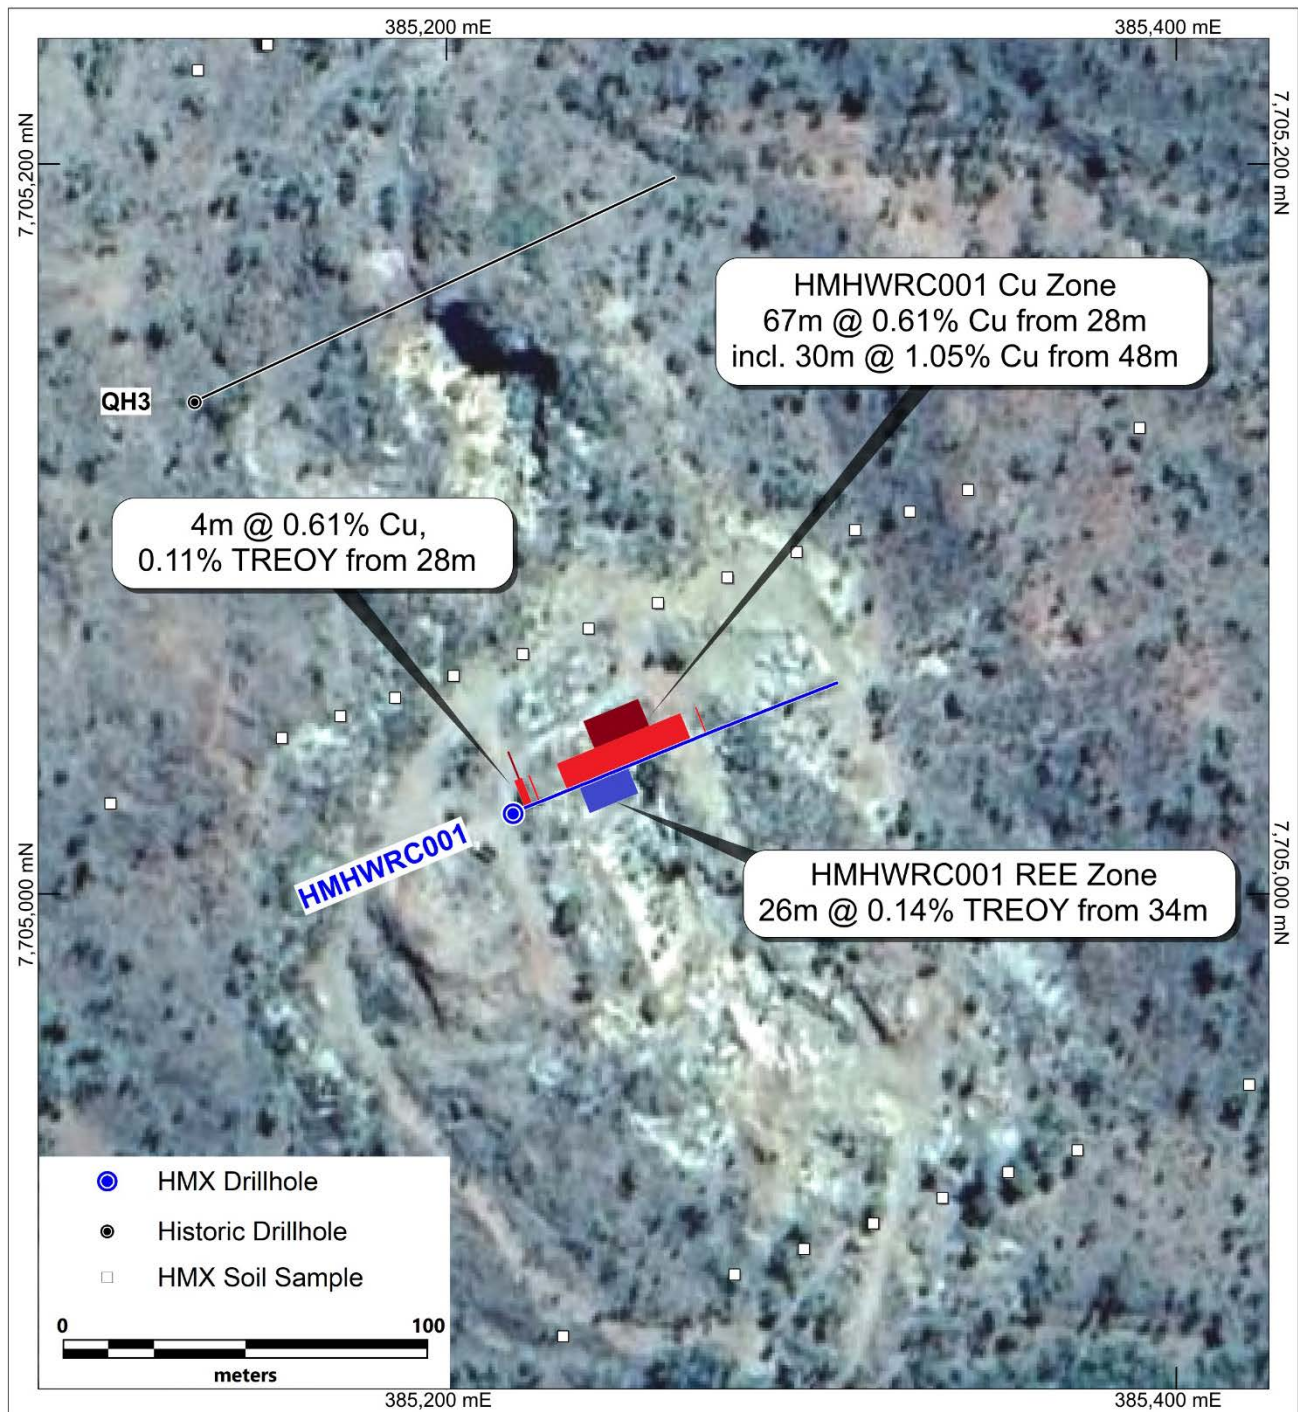 385,200 mE
385,400 mE
7,705,200 mN
7,705,200 mN
HMHWRC001 Cu Zone
67m @ 0.61% Cu from 28m
incl. 30m @ 1.05% Cu from 48m
QH3
4m @ 0.61% Cu,
0.11% TREOY from 28m
HMHWRC001
HMHWRC001 REE Zone
26m @ 0.14% TREOY from 34m
7,705,000 mN
7,705,000 mN
HMX Drillhole
Historic Drillhole
HMX Soil Sample
0 100
meters
385,200 mE
385,400 mE